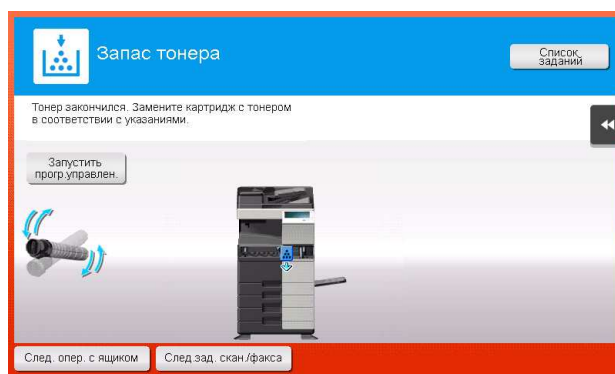 Запас тонера
Список
заданий
Тонер закончился. Замените картридж с тонером
в соответствии с указаниями.
Запустить
прогр.управлен.
След. опер. с ящиком
След.зад. скан./факса